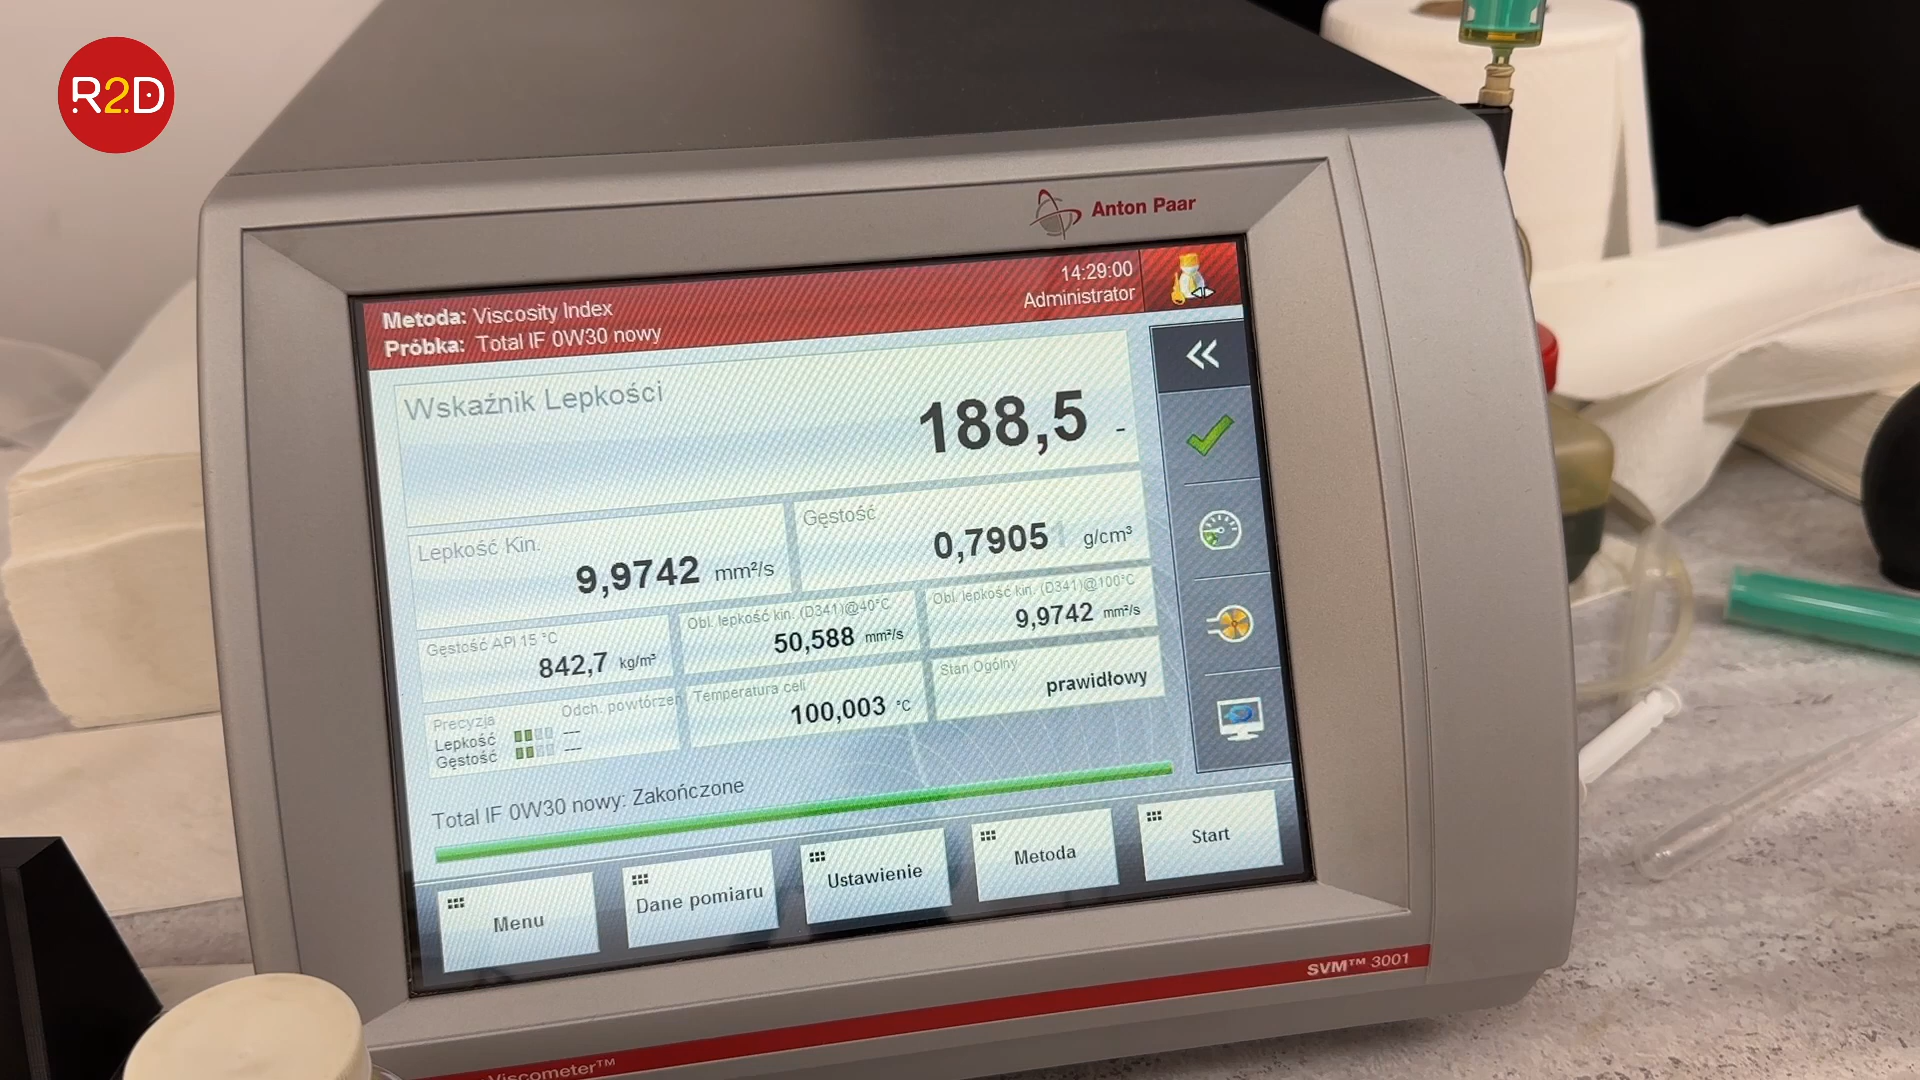 R2D
Anton Paar
Metoda: Viscosity Index
Próbka: Total IF 0W30 nowy
14:29:00
Administrator
Wskaźnik Lepkości
188,5 -
Lepkość Kin.
9,9742 mm²/s
Gęstość
0,7905 g/cm³
Gęstość API 15 °C
842,7 kg/m³
Obl. lepkość kin. (D341)@40°C
50,588 mm²/s
Obl. lepkość kin. (D341)@100°C
9,9742 mm²/s
Precyzja Odch. powtórzeń
Lepkość ---
Gęstość ---
Temperatura celi
100,003 °C
Stan Ogólny
prawidłowy
Total IF 0W30 nowy: Zakończone
Menu
Dane pomiaru
Ustawienie
Metoda
Start
SVM™ 3001
Viscometer™